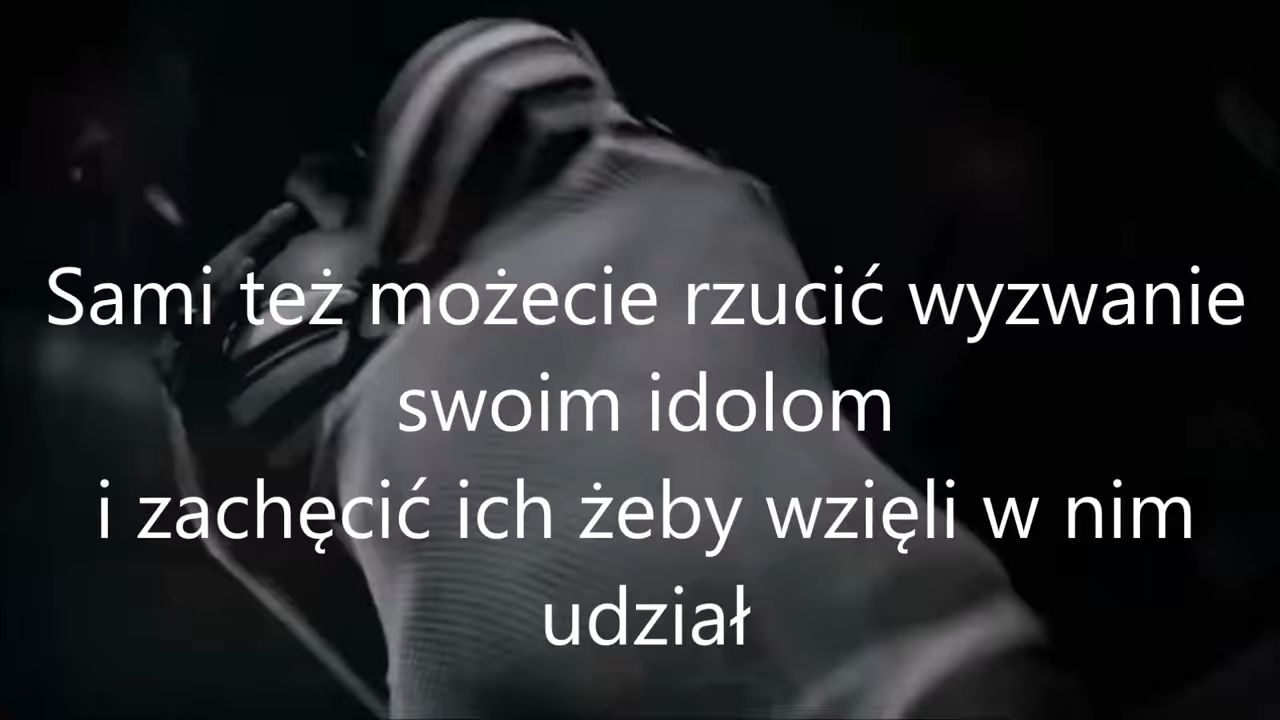 Sami też możecie rzucić wyzwanie
swoim idolom
i zachęcić ich żeby wzięli w nim
udział